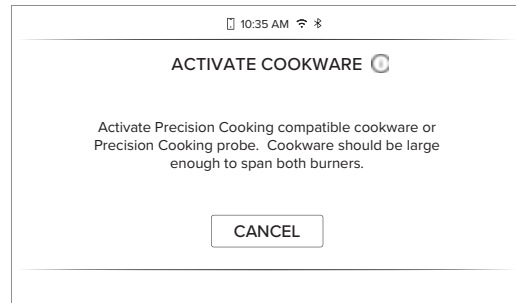 10:35 AM
ACTIVATE COOKWARE
Activate Precision Cooking compatible cookware or
Precision Cooking probe. Cookware should be large
enough to span both burners.
CANCEL